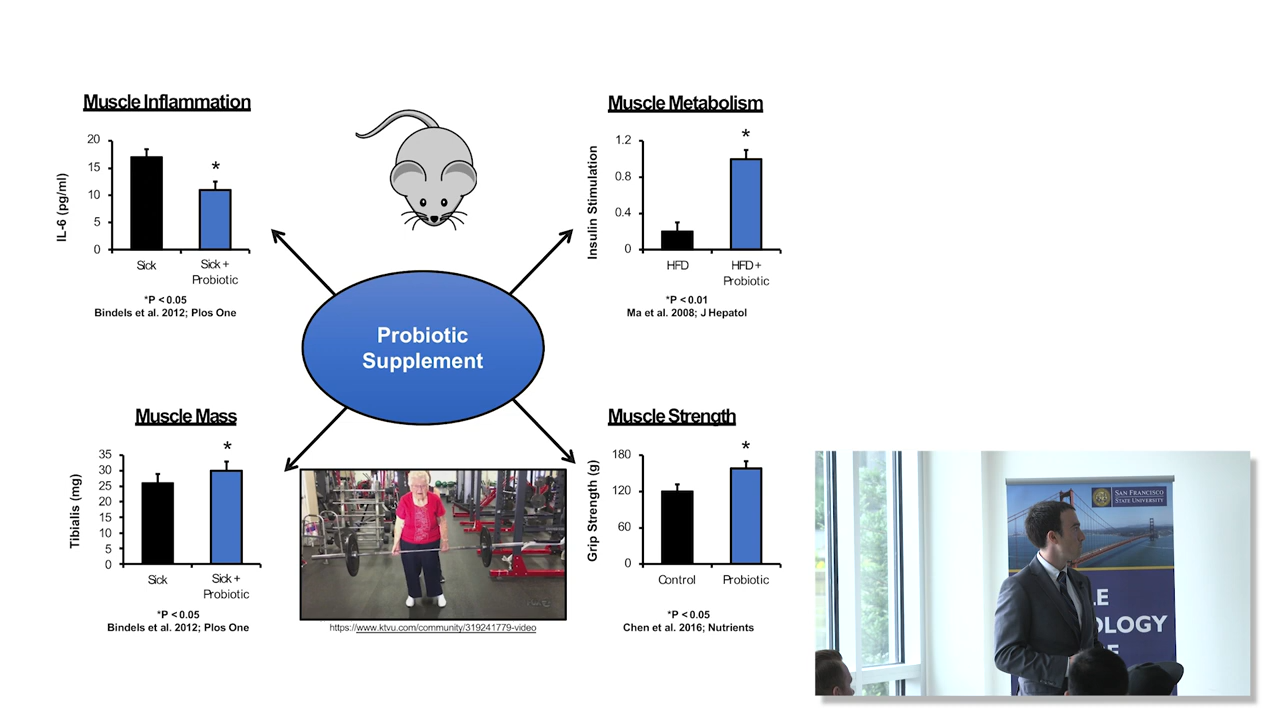 Muscle Inflammation
20
15
10
5
0
IL-6 (pg/ml)
*
Sick
Sick +
Probiotic
*P < 0.05
Bindels et al. 2012; Plos One
Muscle Metabolism
1.2
0.8
0.4
0
Insulin Stimulation
*
HFD
HFD +
Probiotic
*P < 0.01
Ma et al. 2008; J Hepatol
Probiotic
Supplement
Muscle Mass
35
30
25
20
15
10
5
0
Tibialis (mg)
*
Sick
Sick +
Probiotic
*P < 0.05
Bindels et al. 2012; Plos One
https://www.ktvu.com/community/319241779-video
Muscle Strength
180
120
60
0
Grip Strength (g)
*
Control
Probiotic
*P < 0.05
Chen et al. 2016; Nutrients
SAN FRANCISCO
STATE UNIVERSITY
LE
OLOGY